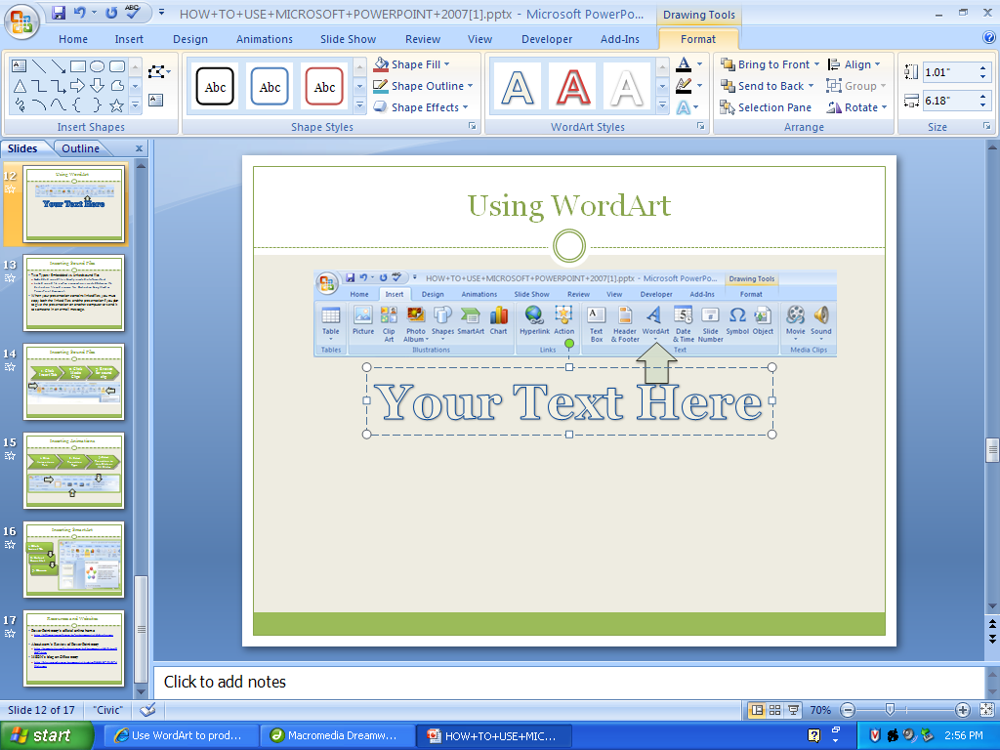 HOW+TO+USE+MICROSOFT+POWERPOINT+2007[1].pptx - Microsoft PowerPo...
Drawing Tools
Home Insert Design Animations Slide Show Review View Developer Add-Ins Format
Abc Abc Abc
Shape Fill
Shape Outline
Shape Effects
A A A
Bring to Front
Send to Back
Selection Pane
Align
Group
Rotate
1.01"
6.18"
Insert Shapes Shape Styles WordArt Styles Arrange Size
Slides Outline x
12
Using WordArt
Your Text Here
13
Inserting Sound Files
14
Inserting Sound Files
15
Inserting Animations
16
Inserting SmartArt
17
Resources and Websites
Using WordArt
HOW+TO+USE+MICROSOFT+POWERPOINT+2007[1].pptx - Microsoft PowerPo...
Drawing Tools
Home Insert Design Animations Slide Show Review View Developer Add-Ins Format
Table Picture Clip Art Photo Album Shapes SmartArt Chart Hyperlink Action Text Box Header & Footer WordArt Date & Time Slide Number Symbol Object Movie Sound
Tables Illustrations Links Text Media Clips
Your Text Here
Click to add notes
Slide 12 of 17 "Civic" 70%
start
Use WordArt to prod...
Macromedia Dreamw...
HOW+TO+USE+MIC...
2:56 PM